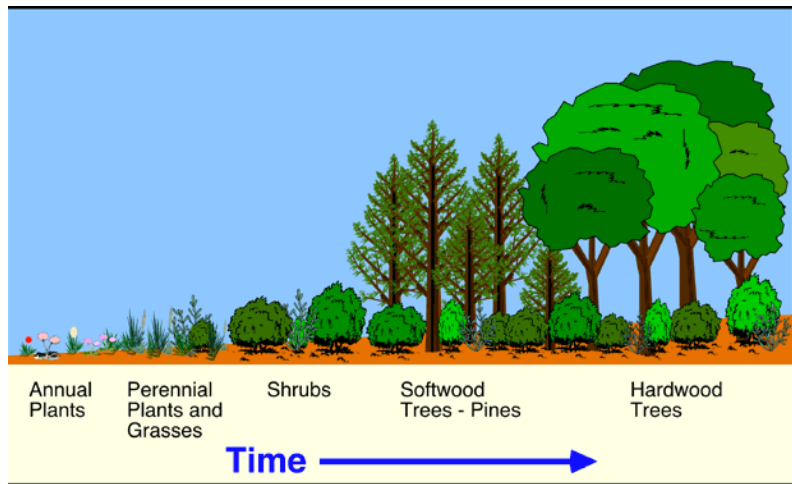 Annual
Plants
Perennial
Plants and
Grasses
Shrubs
Softwood
Trees - Pines
Hardwood
Trees
Time